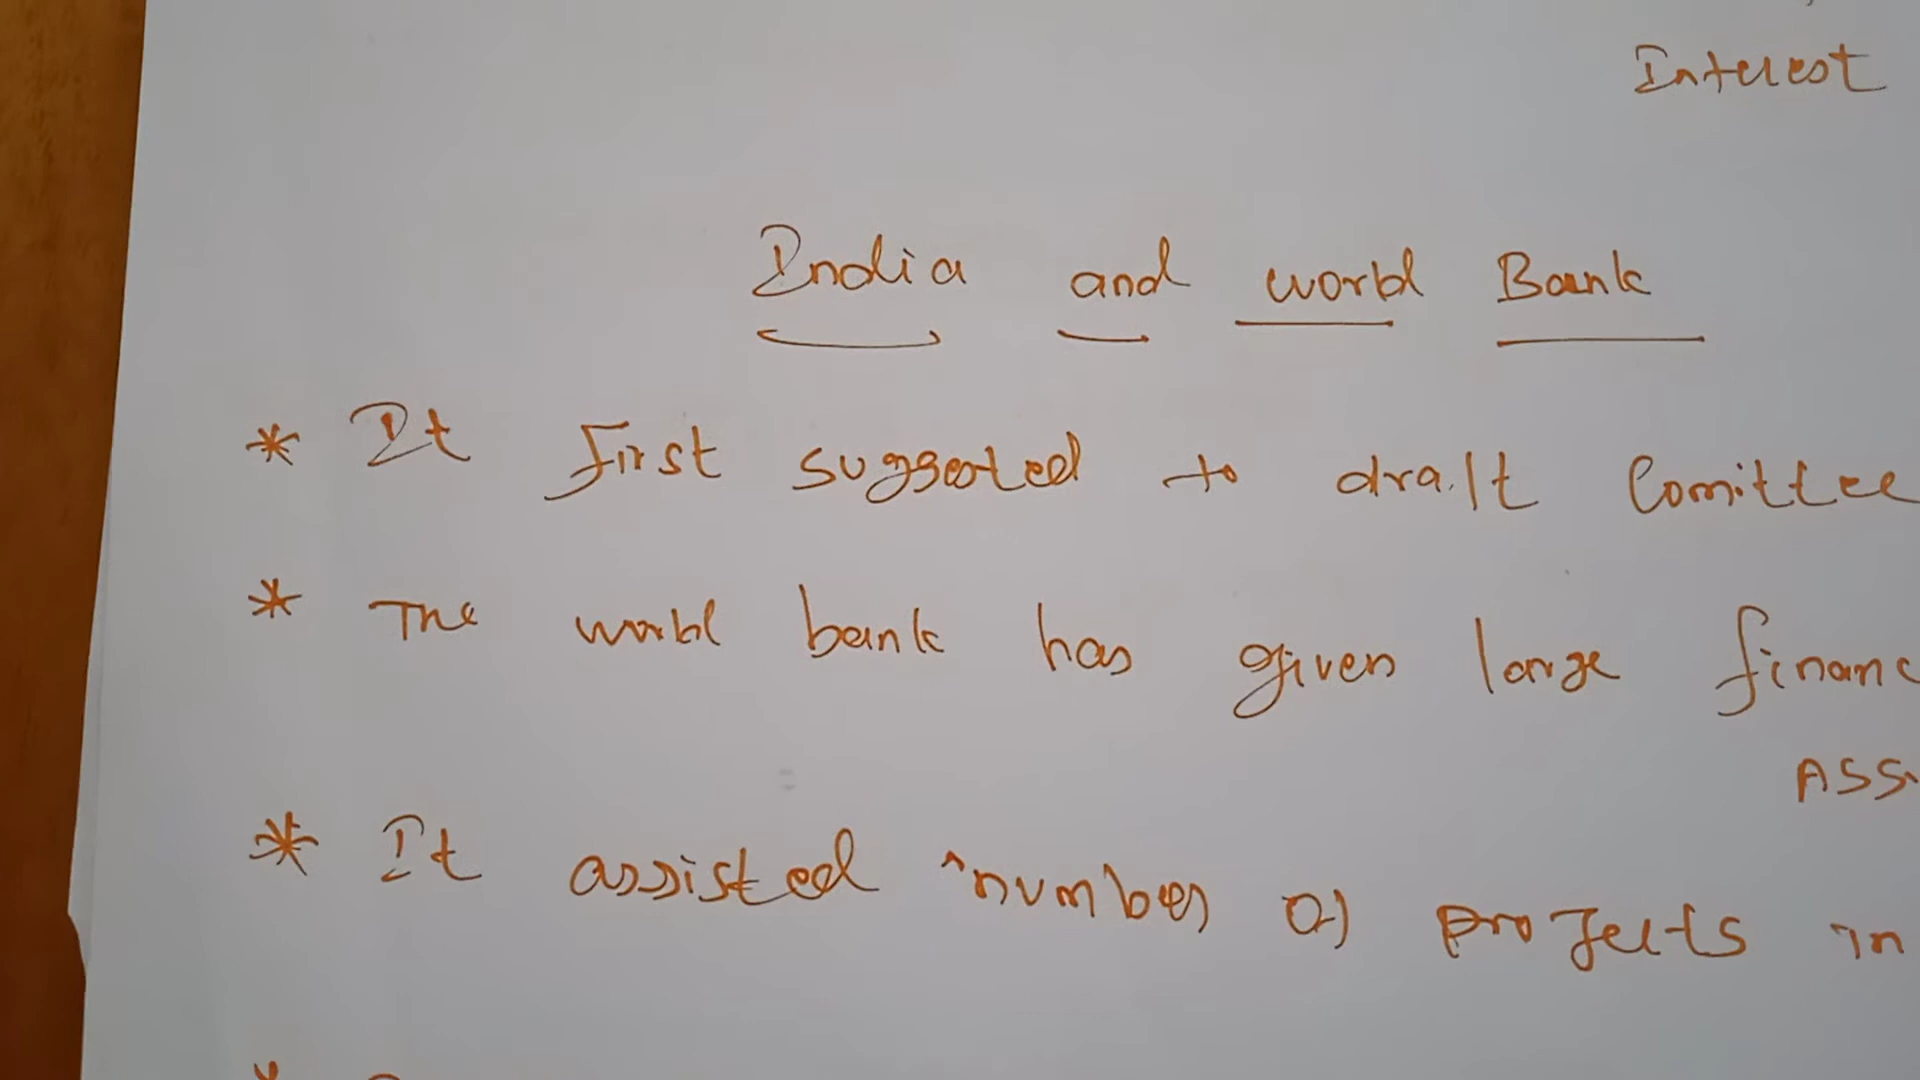 Interest
India and world Bank
* It first suggested to draft Comittee
* The world bank has given large financ
Ass
* It assisted number of projects in
*